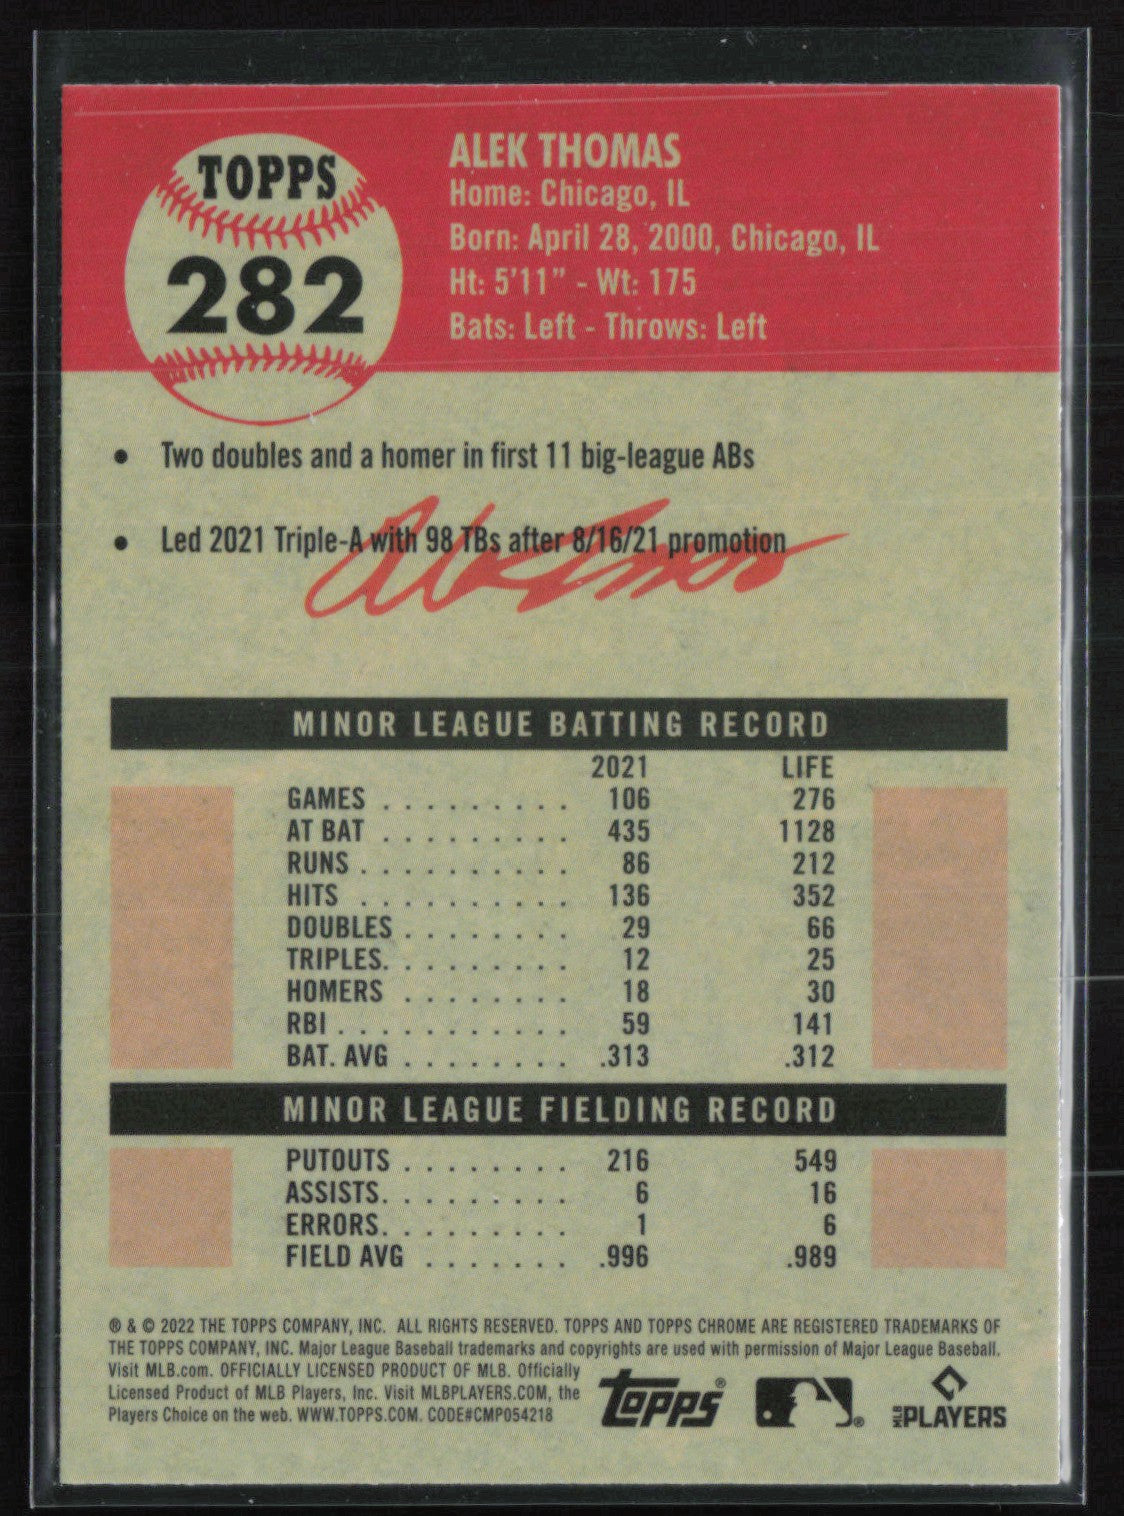 TOPPS
282
ALEK THOMAS
Home: Chicago, IL
Born: April 28, 2000, Chicago, IL
Ht: 5'11" - Wt: 175
Bats: Left - Throws: Left
• Two doubles and a homer in first 11 big-league ABs
• Led 2021 Triple-A with 98 TBs after 8/16/21 promotion
MINOR LEAGUE BATTING RECORD
2021 LIFE
GAMES . . . . . . . . . 106 276
AT BAT . . . . . . . . . 435 1128
RUNS . . . . . . . . . . 86 212
HITS . . . . . . . . . . 136 352
DOUBLES . . . . . . . . 29 66
TRIPLES. . . . . . . . . 12 25
HOMERS . . . . . . . . 18 30
RBI . . . . . . . . . . . 59 141
BAT. AVG . . . . . . . . .313 .312
MINOR LEAGUE FIELDING RECORD
PUTOUTS . . . . . . . . 216 549
ASSISTS. . . . . . . . . 6 16
ERRORS. . . . . . . . . 1 6
FIELD AVG . . . . . . . .996 .989
® & © 2022 THE TOPPS COMPANY, INC. ALL RIGHTS RESERVED. TOPPS AND TOPPS CHROME ARE REGISTERED TRADEMARKS OF
THE TOPPS COMPANY, INC. Major League Baseball trademarks and copyrights are used with permission of Major League Baseball.
Visit MLB.com. OFFICIALLY LICENSED PRODUCT OF MLB. Officially
Licensed Product of MLB Players, Inc. Visit MLBPLAYERS.COM, the
Players Choice on the web. WWW.TOPPS.COM. CODE#CMP054218
Topps®
®
MLB PLAYERS